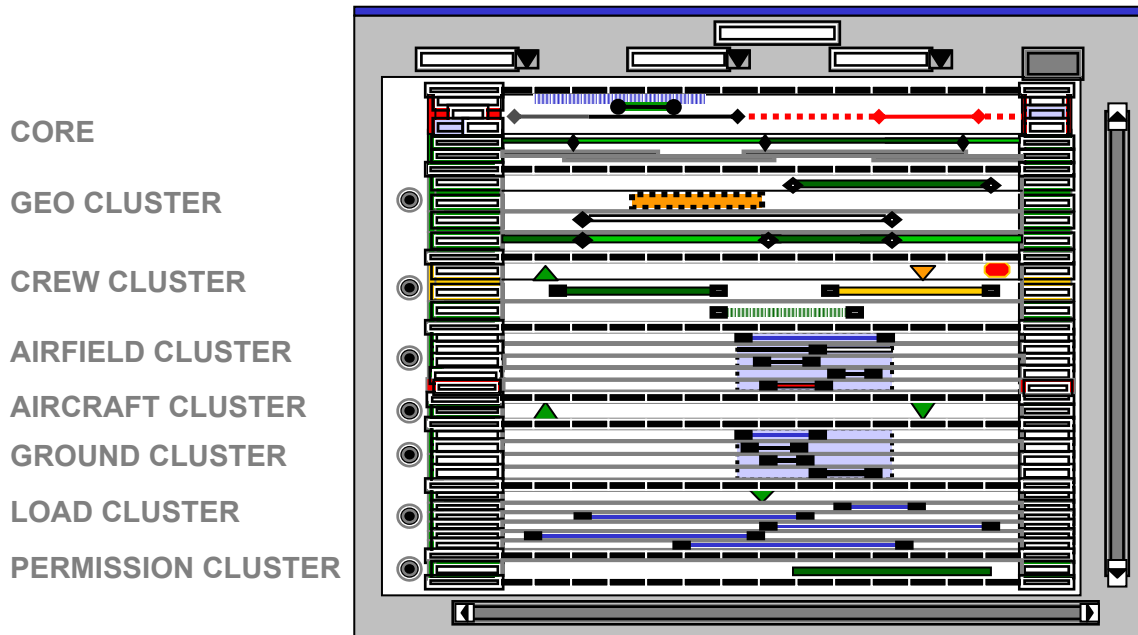 CORE
GEO CLUSTER
CREW CLUSTER
AIRFIELD CLUSTER
AIRCRAFT CLUSTER
GROUND CLUSTER
LOAD CLUSTER
PERMISSION CLUSTER